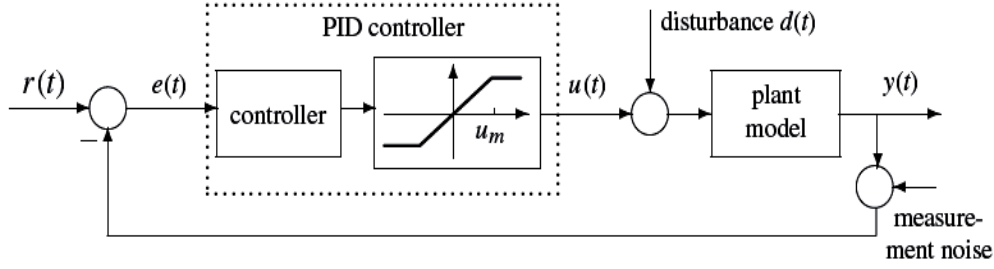 PID controller
disturbance d(t)
r(t)
e(t)
controller
u_m
u(t)
plant
model
y(t)
−
measure-
ment noise